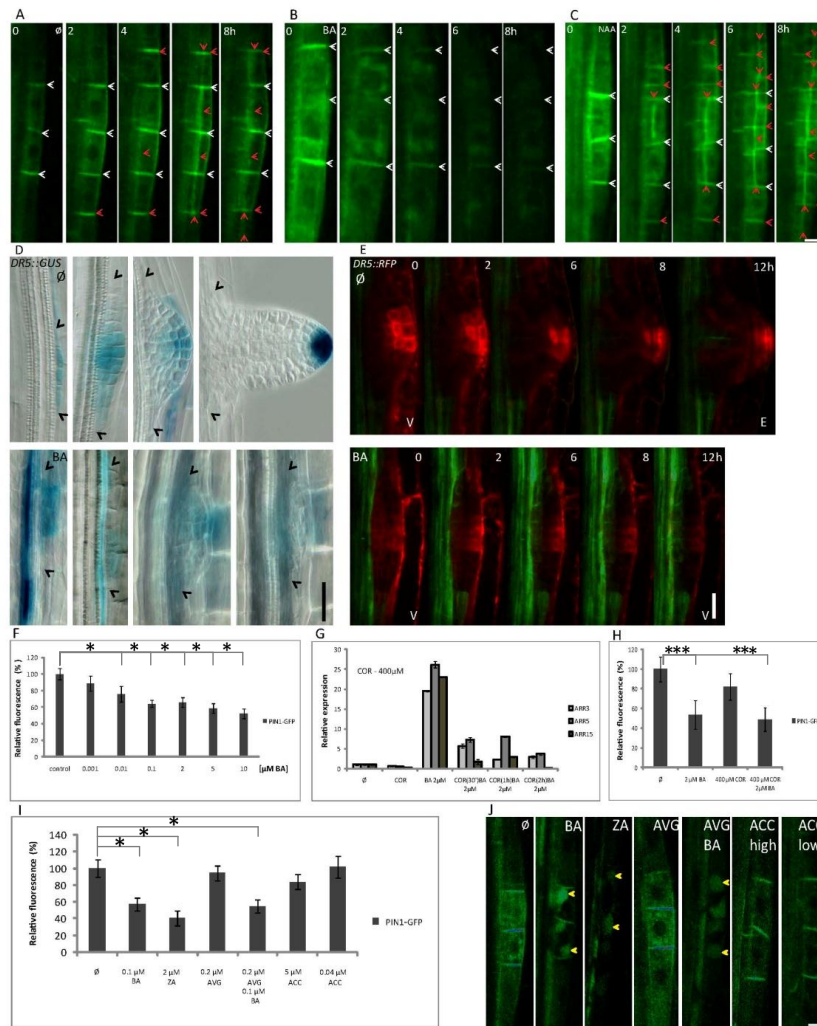 A
0 Ø 2 4 6 8h
B
0 BA 2 4 6 8h
C
0 NAA 2 4 6 8h
D
DR5::GUS
Ø
BA
E
DR5::RFP 0 2 6 8 12h
Ø
V E
BA 0 2 6 8 12h
V V
F
Relative fluorescence (%)
120
100
80
60
40
20
0
* * * * *
PIN1-GFP
control 0.001 0.01 0.1 2 5 10 [µM BA]
G
Relative expression
30
25
20
15
10
5
0
COR - 400µM
ARR3
ARR5
ARR15
Ø COR BA 2µM COR(30')BA 2µM COR(1h)BA 2µM COR(2h)BA 2µM
H
Relative fluorescence (%)
120
100
80
60
40
20
0
*** ***
PIN1-GFP
Ø 2µM BA 400µM COR 400µM COR 2µM BA
I
Relative fluorescence (%)
140
120
100
80
60
40
20
0
* * *
PIN1-GFP
Ø 0.1 µM BA 2 µM ZA 0.2 µM AVG 0.2 µM AVG 0.1 µM BA 5 µM ACC 0.04 µM ACC
J
Ø BA ZA AVG AVG BA ACC high ACC low